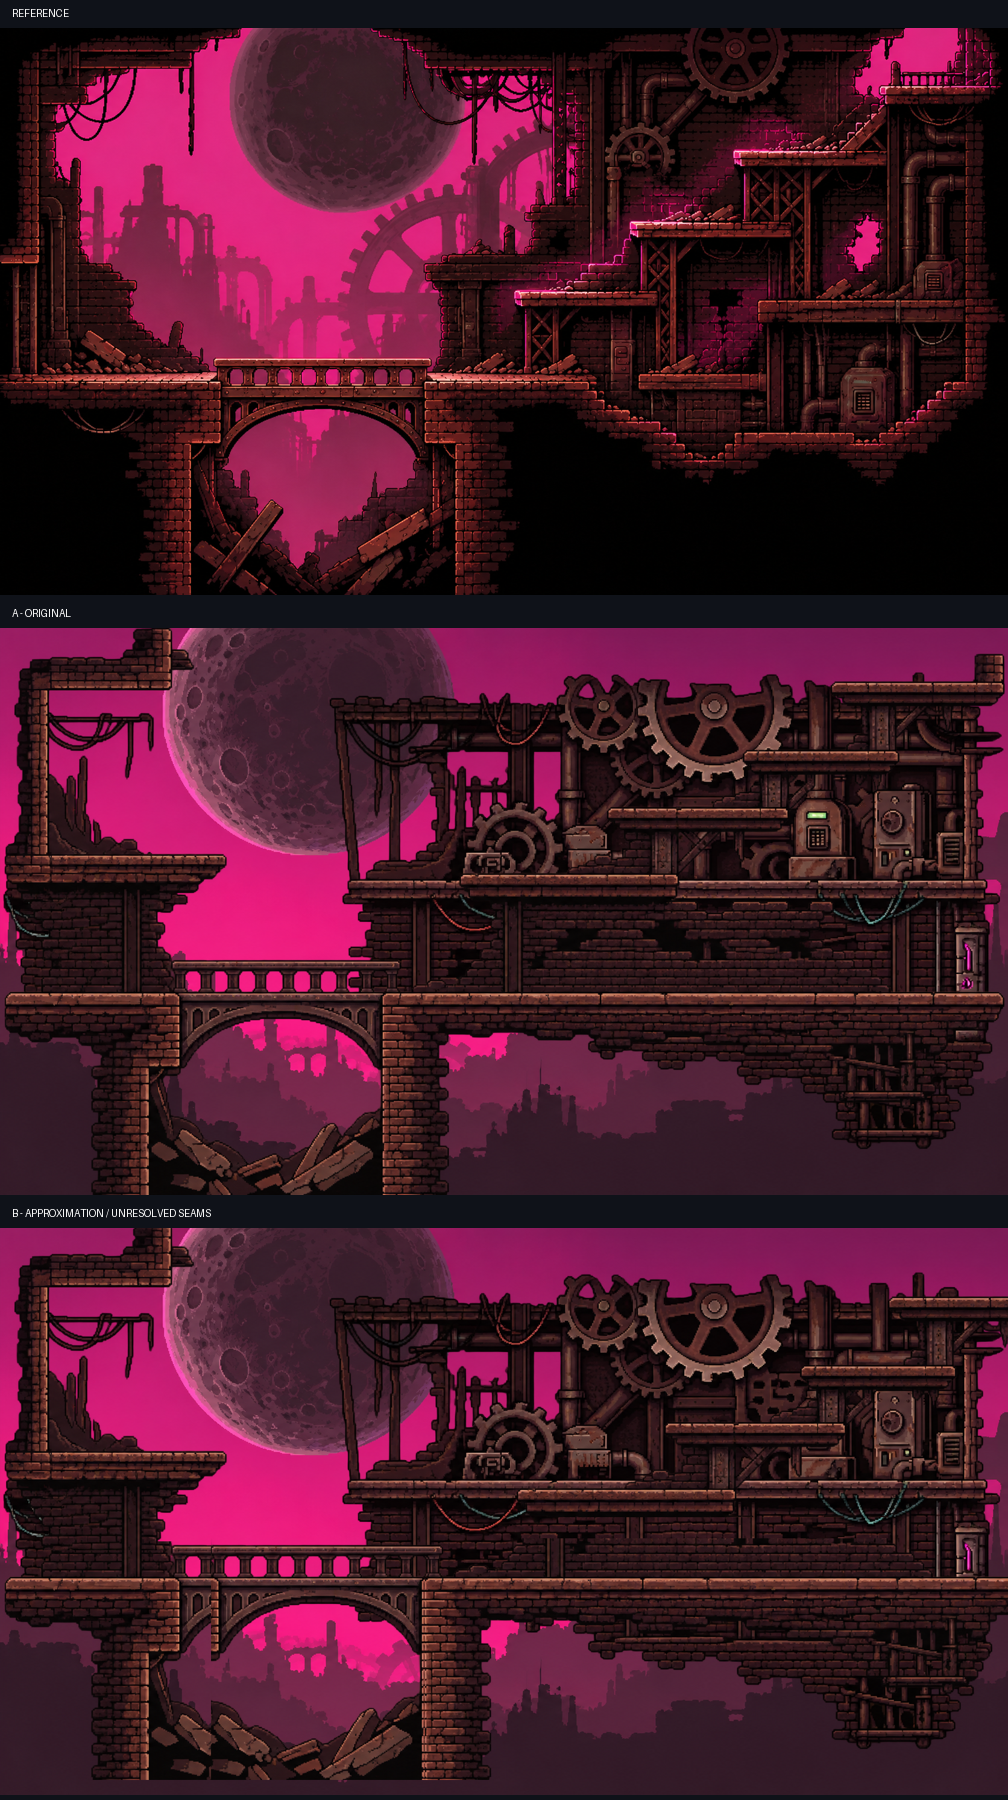 REFERENCE
A - ORIGINAL
B - APPROXIMATION / UNRESOLVED SEAMS